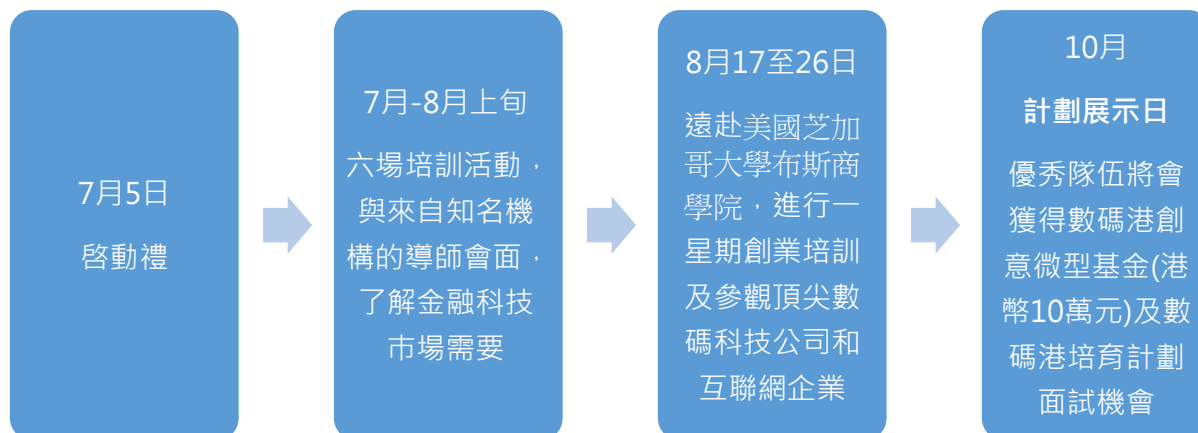 7月5日
啓動禮
7月-8月上旬
六場培訓活動，
與來自知名機
構的導師會面，
了解金融科技
市場需要
8月17至26日
遠赴美國芝加
哥大學布斯商
學院，進行一
星期創業培訓
及參觀頂尖數
碼科技公司和
互聯網企業
10月
計劃展示日
優秀隊伍將會
獲得數碼港創
意微型基金(港
幣10萬元)及數
碼港培育計劃
面試機會